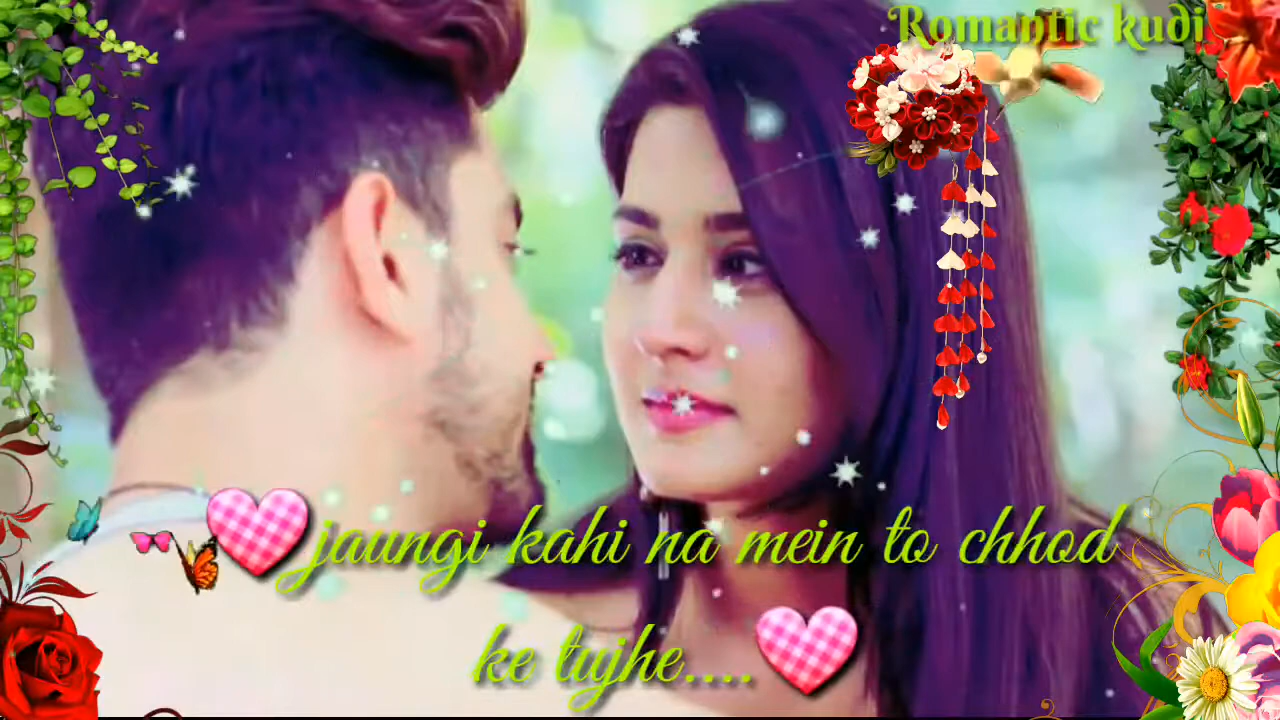 Romantic kudi
jaungi kahi na mein to chhod
ke tujhe....